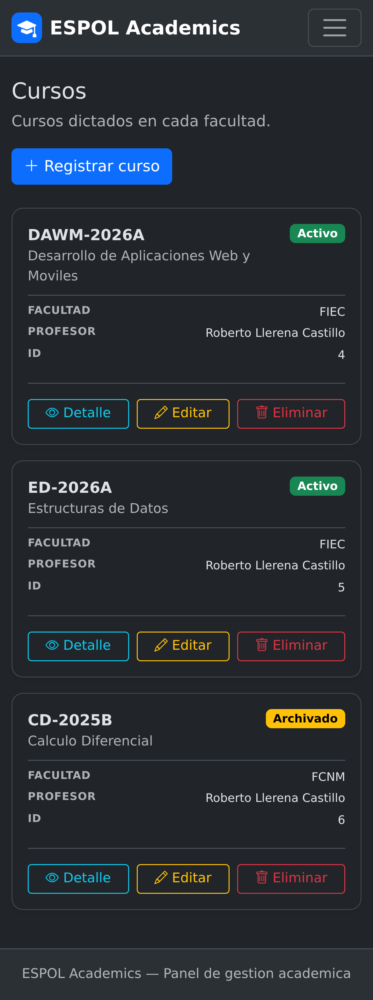 ESPOL Academics
Cursos
Cursos dictados en cada facultad.
Registrar curso
DAWM-2026A
Activo
Desarrollo de Aplicaciones Web y
Moviles
FACULTAD FIEC
PROFESOR Roberto Llerena Castillo
ID 4
Detalle Editar Eliminar
ED-2026A
Activo
Estructuras de Datos
FACULTAD FIEC
PROFESOR Roberto Llerena Castillo
ID 5
Detalle Editar Eliminar
CD-2025B
Archivado
Calculo Diferencial
FACULTAD FCNM
PROFESOR Roberto Llerena Castillo
ID 6
Detalle Editar Eliminar
ESPOL Academics — Panel de gestion academica